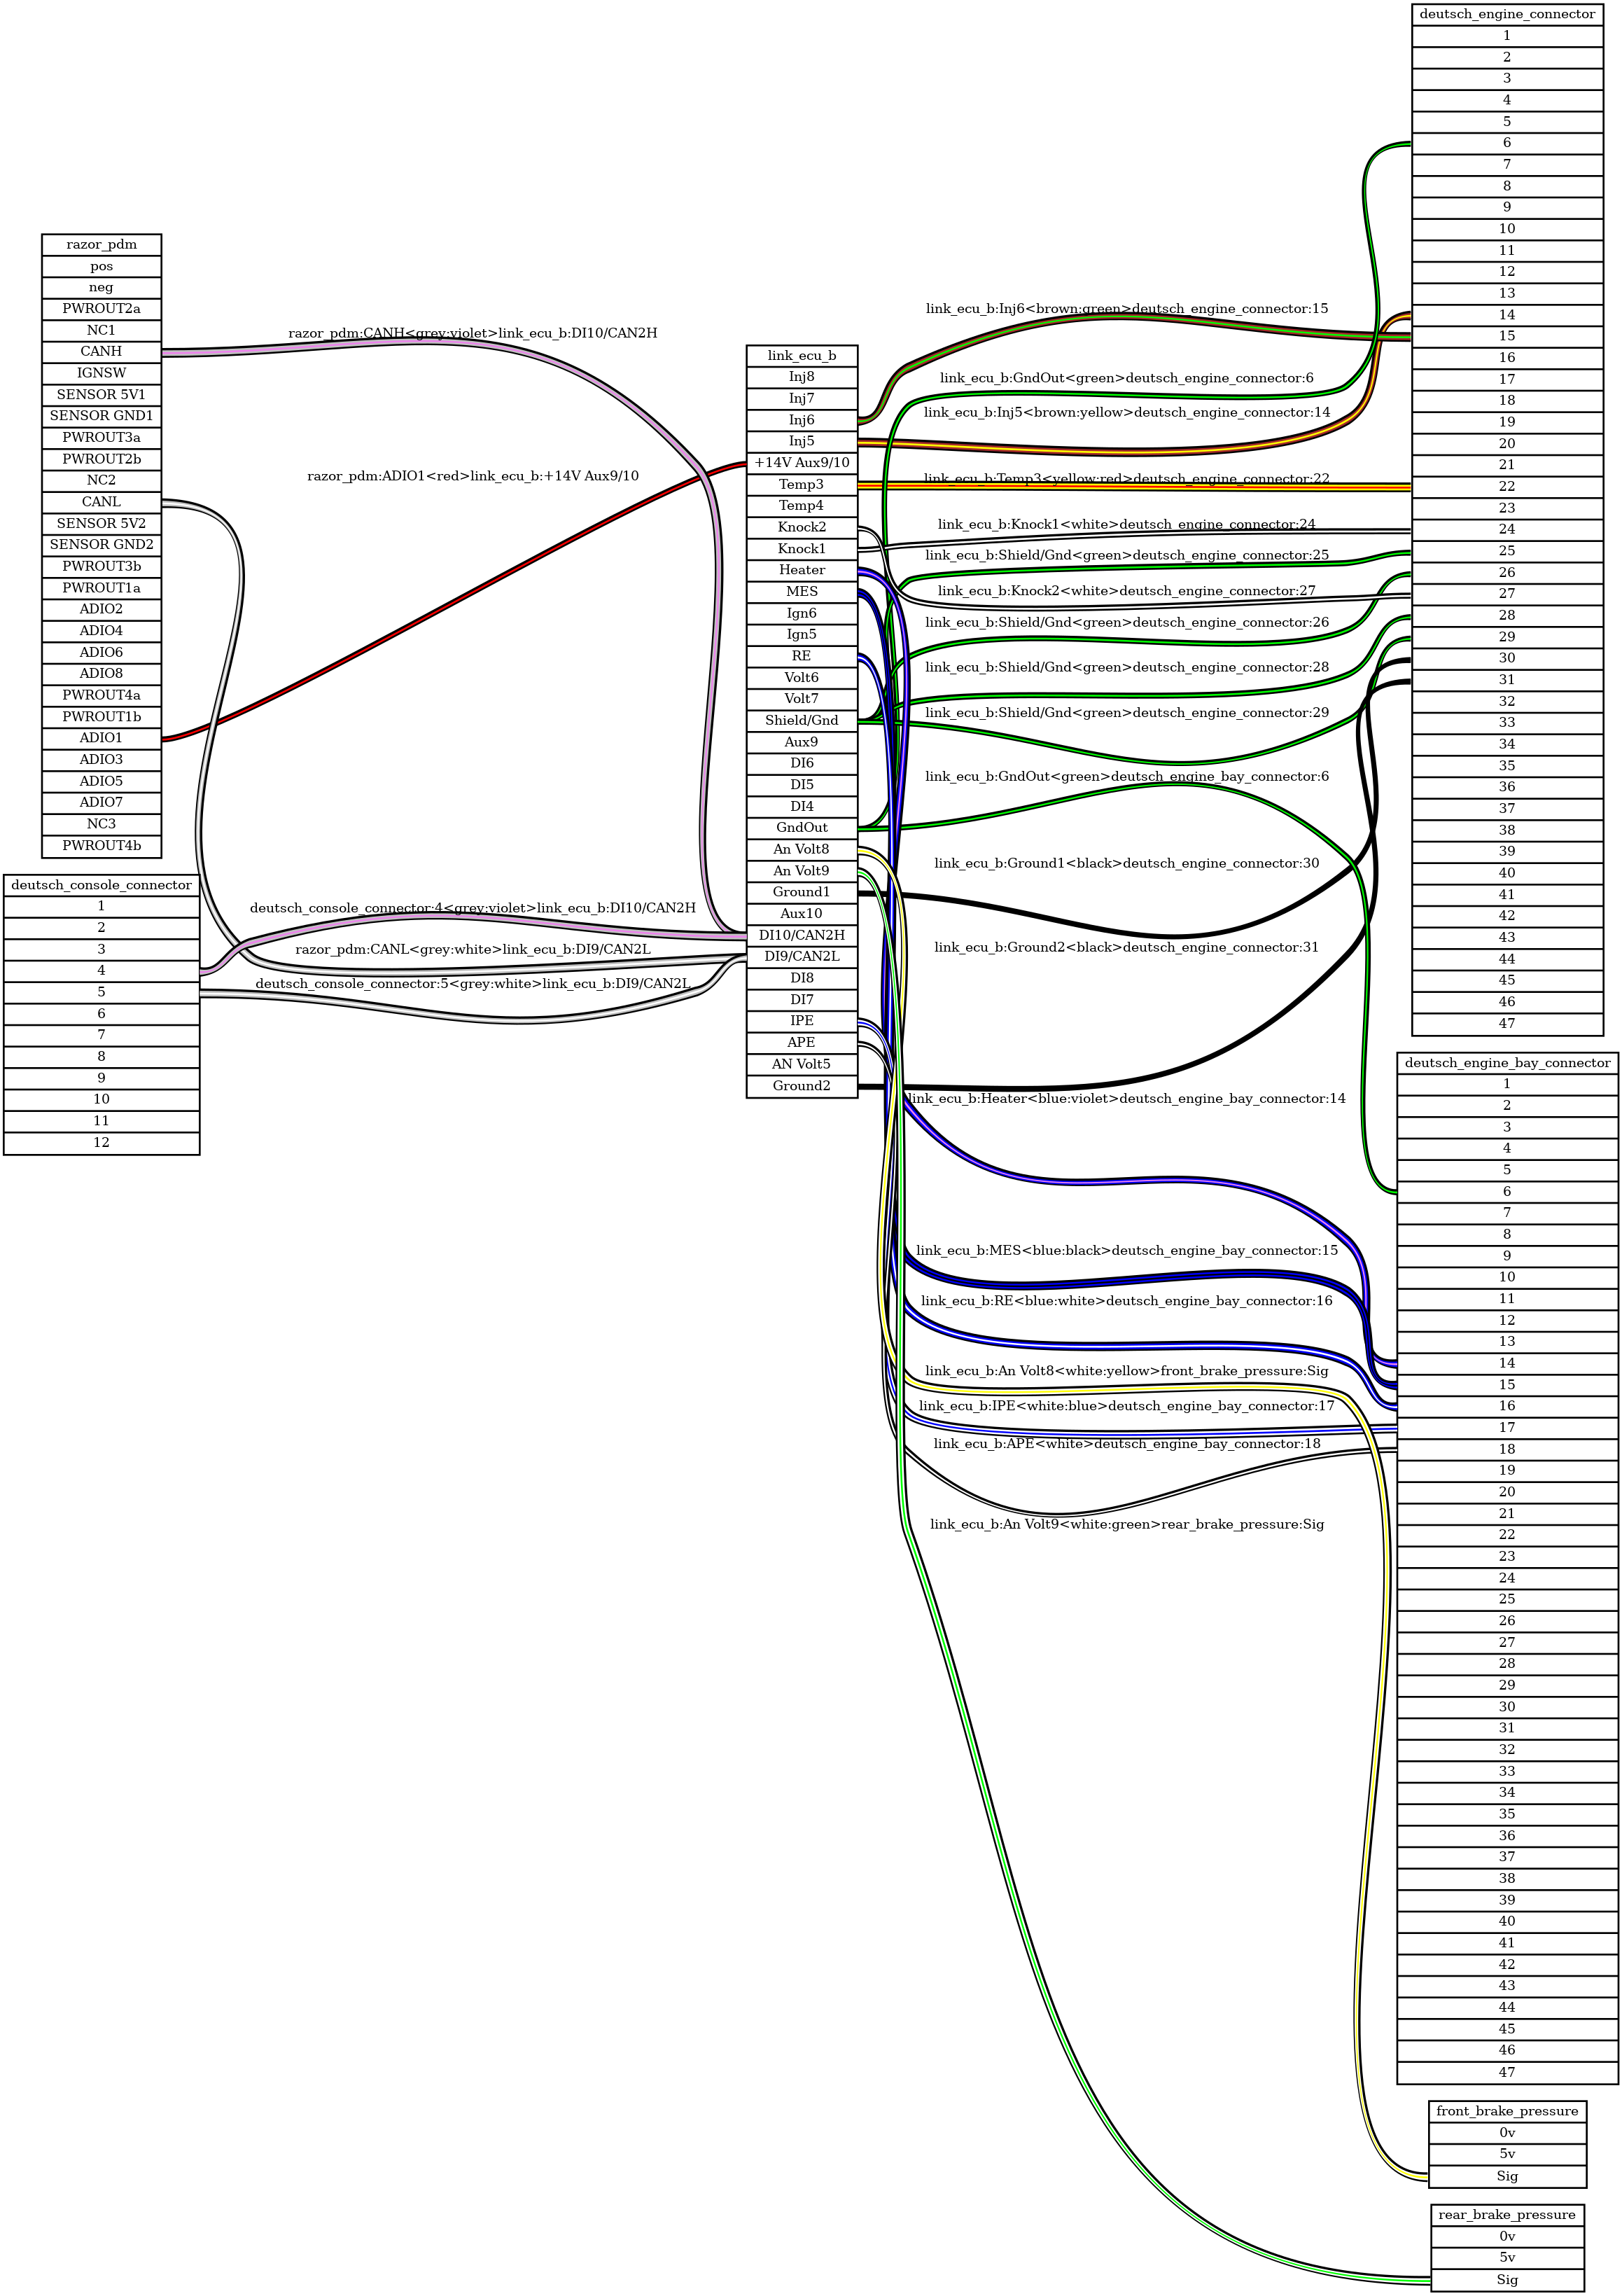 razor_pdm
pos
neg
PWROUT2a
NC1
CANH
IGNSW
SENSOR 5V1
SENSOR GND1
PWROUT3a
PWROUT2b
NC2
CANL
SENSOR 5V2
SENSOR GND2
PWROUT3b
PWROUT1a
ADIO2
ADIO4
ADIO6
ADIO8
PWROUT4a
PWROUT1b
ADIO1
ADIO3
ADIO5
ADIO7
NC3
PWROUT4b
deutsch_console_connector
1
2
3
4
5
6
7
8
9
10
11
12
razor_pdm:CANH<grey:violet>link_ecu_b:DI10/CAN2H
razor_pdm:ADIO1<red>link_ecu_b:+14V Aux9/10
deutsch_console_connector:4<grey:violet>link_ecu_b:DI10/CAN2H
razor_pdm:CANL<grey:white>link_ecu_b:DI9/CAN2L
deutsch_console_connector:5<grey:white>link_ecu_b:DI9/CAN2L
link_ecu_b
Inj8
Inj7
Inj6
Inj5
+14V Aux9/10
Temp3
Temp4
Knock2
Knock1
Heater
MES
Ign6
Ign5
RE
Volt6
Volt7
Shield/Gnd
Aux9
DI6
DI5
DI4
GndOut
An Volt8
An Volt9
Ground1
Aux10
DI10/CAN2H
DI9/CAN2L
DI8
DI7
IPE
APE
AN Volt5
Ground2
link_ecu_b:Inj6<brown:green>deutsch_engine_connector:15
link_ecu_b:GndOut<green>deutsch_engine_connector:6
link_ecu_b:Inj5<brown:yellow>deutsch_engine_connector:14
link_ecu_b:Temp3<yellow:red>deutsch_engine_connector:22
link_ecu_b:Knock1<white>deutsch_engine_connector:24
link_ecu_b:Shield/Gnd<green>deutsch_engine_connector:25
link_ecu_b:Knock2<white>deutsch_engine_connector:27
link_ecu_b:Shield/Gnd<green>deutsch_engine_connector:26
link_ecu_b:Shield/Gnd<green>deutsch_engine_connector:28
link_ecu_b:Shield/Gnd<green>deutsch_engine_connector:29
link_ecu_b:GndOut<green>deutsch_engine_bay_connector:6
link_ecu_b:Ground1<black>deutsch_engine_connector:30
link_ecu_b:Ground2<black>deutsch_engine_connector:31
link_ecu_b:Heater<blue:violet>deutsch_engine_bay_connector:14
link_ecu_b:MES<blue:black>deutsch_engine_bay_connector:15
link_ecu_b:RE<blue:white>deutsch_engine_bay_connector:16
link_ecu_b:An Volt8<white:yellow>front_brake_pressure:Sig
link_ecu_b:IPE<white:blue>deutsch_engine_bay_connector:17
link_ecu_b:APE<white>deutsch_engine_bay_connector:18
link_ecu_b:An Volt9<white:green>rear_brake_pressure:Sig
deutsch_engine_connector
1
2
3
4
5
6
7
8
9
10
11
12
13
14
15
16
17
18
19
20
21
22
23
24
25
26
27
28
29
30
31
32
33
34
35
36
37
38
39
40
41
42
43
44
45
46
47
deutsch_engine_bay_connector
1
2
3
4
5
6
7
8
9
10
11
12
13
14
15
16
17
18
19
20
21
22
23
24
25
26
27
28
29
30
31
32
33
34
35
36
37
38
39
40
41
42
43
44
45
46
47
front_brake_pressure
0v
5v
Sig
rear_brake_pressure
0v
5v
Sig